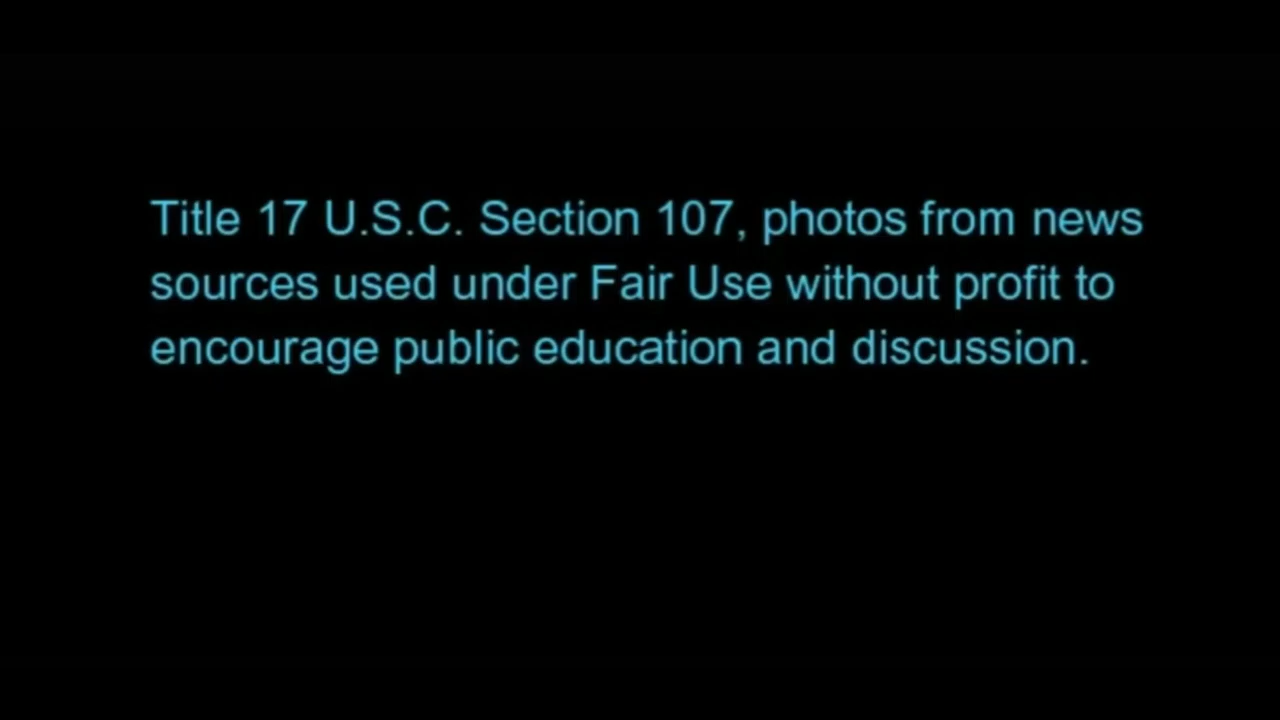 Title 17 U.S.C. Section 107, photos from news
sources used under Fair Use without profit to
encourage public education and discussion.